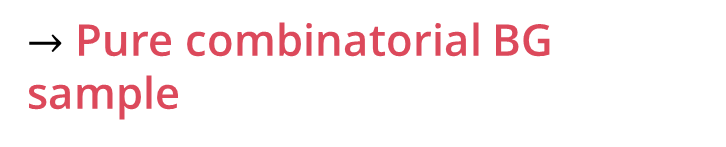 → Pure combinatorial BG
sample